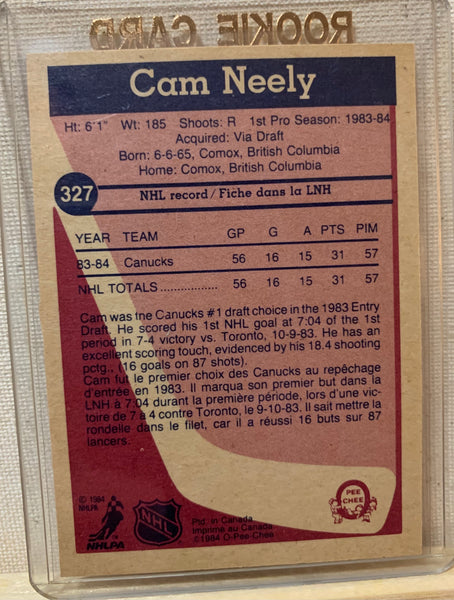 ROOKIE CARD
Cam Neely
Ht: 6'1" Wt: 185 Shoots: R 1st Pro Season: 1983-84
Acquired: Via Draft
Born: 6-6-65, Comox, British Columbia
Home: Comox, British Columbia
327 NHL record/Fiche dans la LNH
YEAR TEAM GP G A PTS PIM
83-84 Canucks 56 16 15 31 57
NHL TOTALS.................. 56 16 15 31 57
Cam was the Canucks #1 draft choice in the 1983 Entry
Draft. He scored his 1st NHL goal at 7:04 of the 1st
period in 7-4 victory vs. Toronto, 10-9-83. He has an
excellent scoring touch, evidenced by his 18.4 shooting
pctg., (16 goals on 87 shots).
Cam fut le premier choix des Canucks au repêchage
d'entrée en 1983. Il marqua son premier but dans la
LNH à 7:04 durant la première période, lors d'une vic-
toire de 7 à 4 contre Toronto, le 9-10-83. Il sait mettre la
rondelle dans le filet, car il a réussi 16 buts sur 87
lancers.
© 1984
NHLPA
NHLPA
NHL
Ptd. in Canada
Imprimé au Canada
©1984 O-Pee-Chee
O
PEE
CHEE